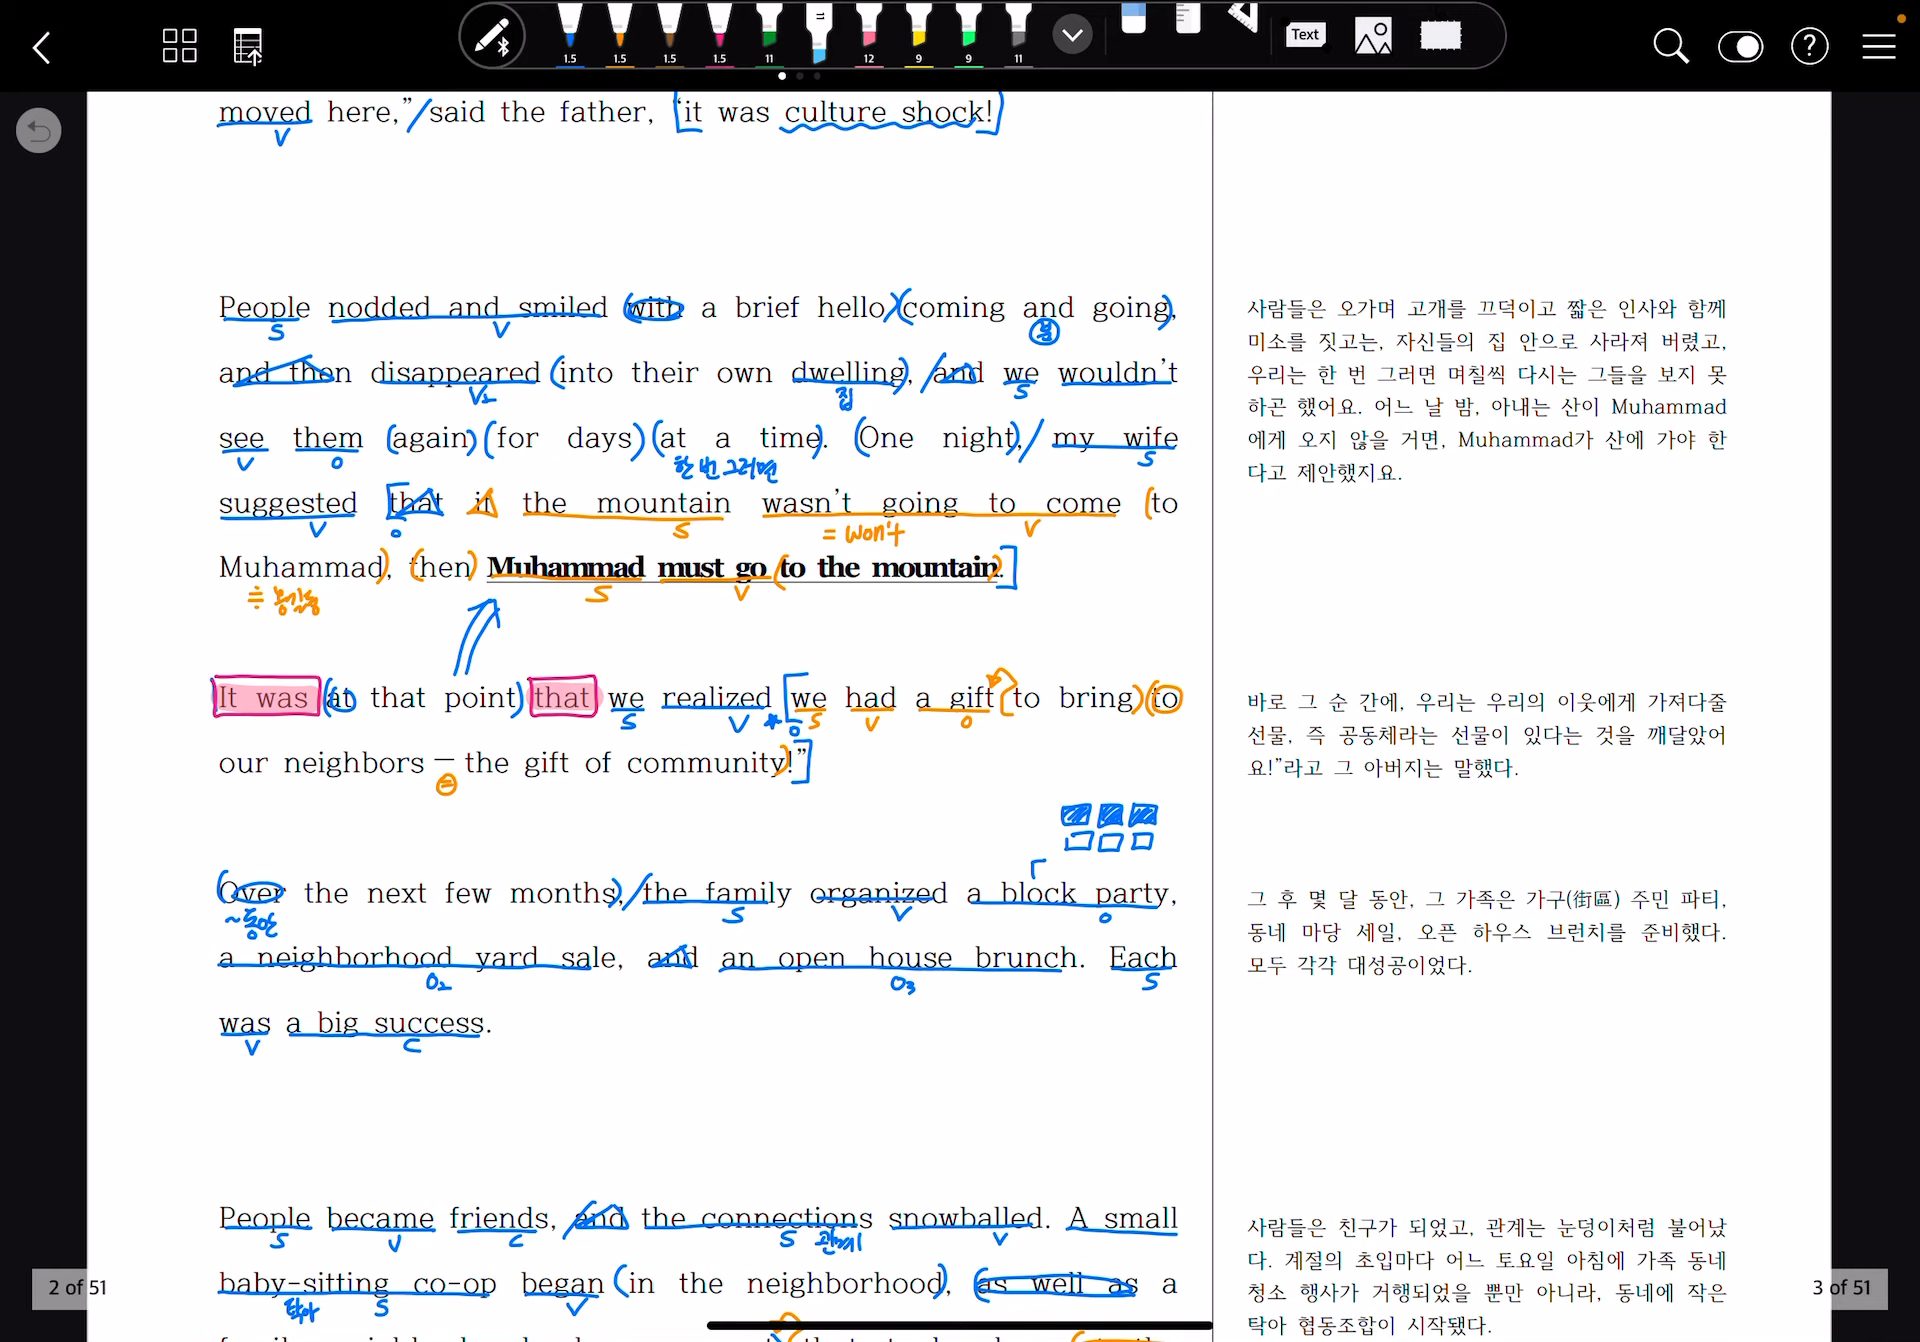 Text
1.5 1.5 1.5 1.5 11 11 12 9 9 11
moved here,” said the father, “it was culture shock!
V
People nodded and smiled with a brief hello coming and going,
S V
and then disappeared into their own dwelling, and we wouldn’t
V2 집 S
see them again for days at a time. One night, my wife
V O 한 번 그러면 S
suggested that if the mountain wasn’t going to come to
V O S = won't V
Muhammad, then Muhammad must go to the mountain.
S V
It was at that point that we realized we had a gift to bring to
S V O S V O
our neighbors – the gift of community!”
Over the next few months, the family organized a block party,
~동안 S V O
a neighborhood yard sale, and an open house brunch. Each
O2 O3 S
was a big success.
V C
People became friends, and the connections snowballed. A small
S V C S 관계 V
baby-sitting co-op began in the neighborhood, as well as a
탁아 S V
사람들은 오가며 고개를 끄덕이고 짧은 인사와 함께
미소를 짓고는, 자신들의 집 안으로 사라져 버렸고,
우리는 한 번 그러면 며칠씩 다시는 그들을 보지 못
하곤 했어요. 어느 날 밤, 아내는 산이 Muhammad
에게 오지 않을 거면, Muhammad가 산에 가야 한
다고 제안했지요.
바로 그 순 간에, 우리는 우리의 이웃에게 가져다줄
선물, 즉 공동체라는 선물이 있다는 것을 깨달았어
요!”라고 그 아버지는 말했다.
그 후 몇 달 동안, 그 가족은 가구(街區) 주민 파티,
동네 마당 세일, 오픈 하우스 브런치를 준비했다.
모두 각각 대성공이었다.
사람들은 친구가 되었고, 관계는 눈덩이처럼 불어났
다. 계절의 초입마다 어느 토요일 아침에 가족 동네
청소 행사가 거행되었을 뿐만 아니라, 동네에 작은
탁아 협동조합이 시작됐다.
2 of 51
3 of 51